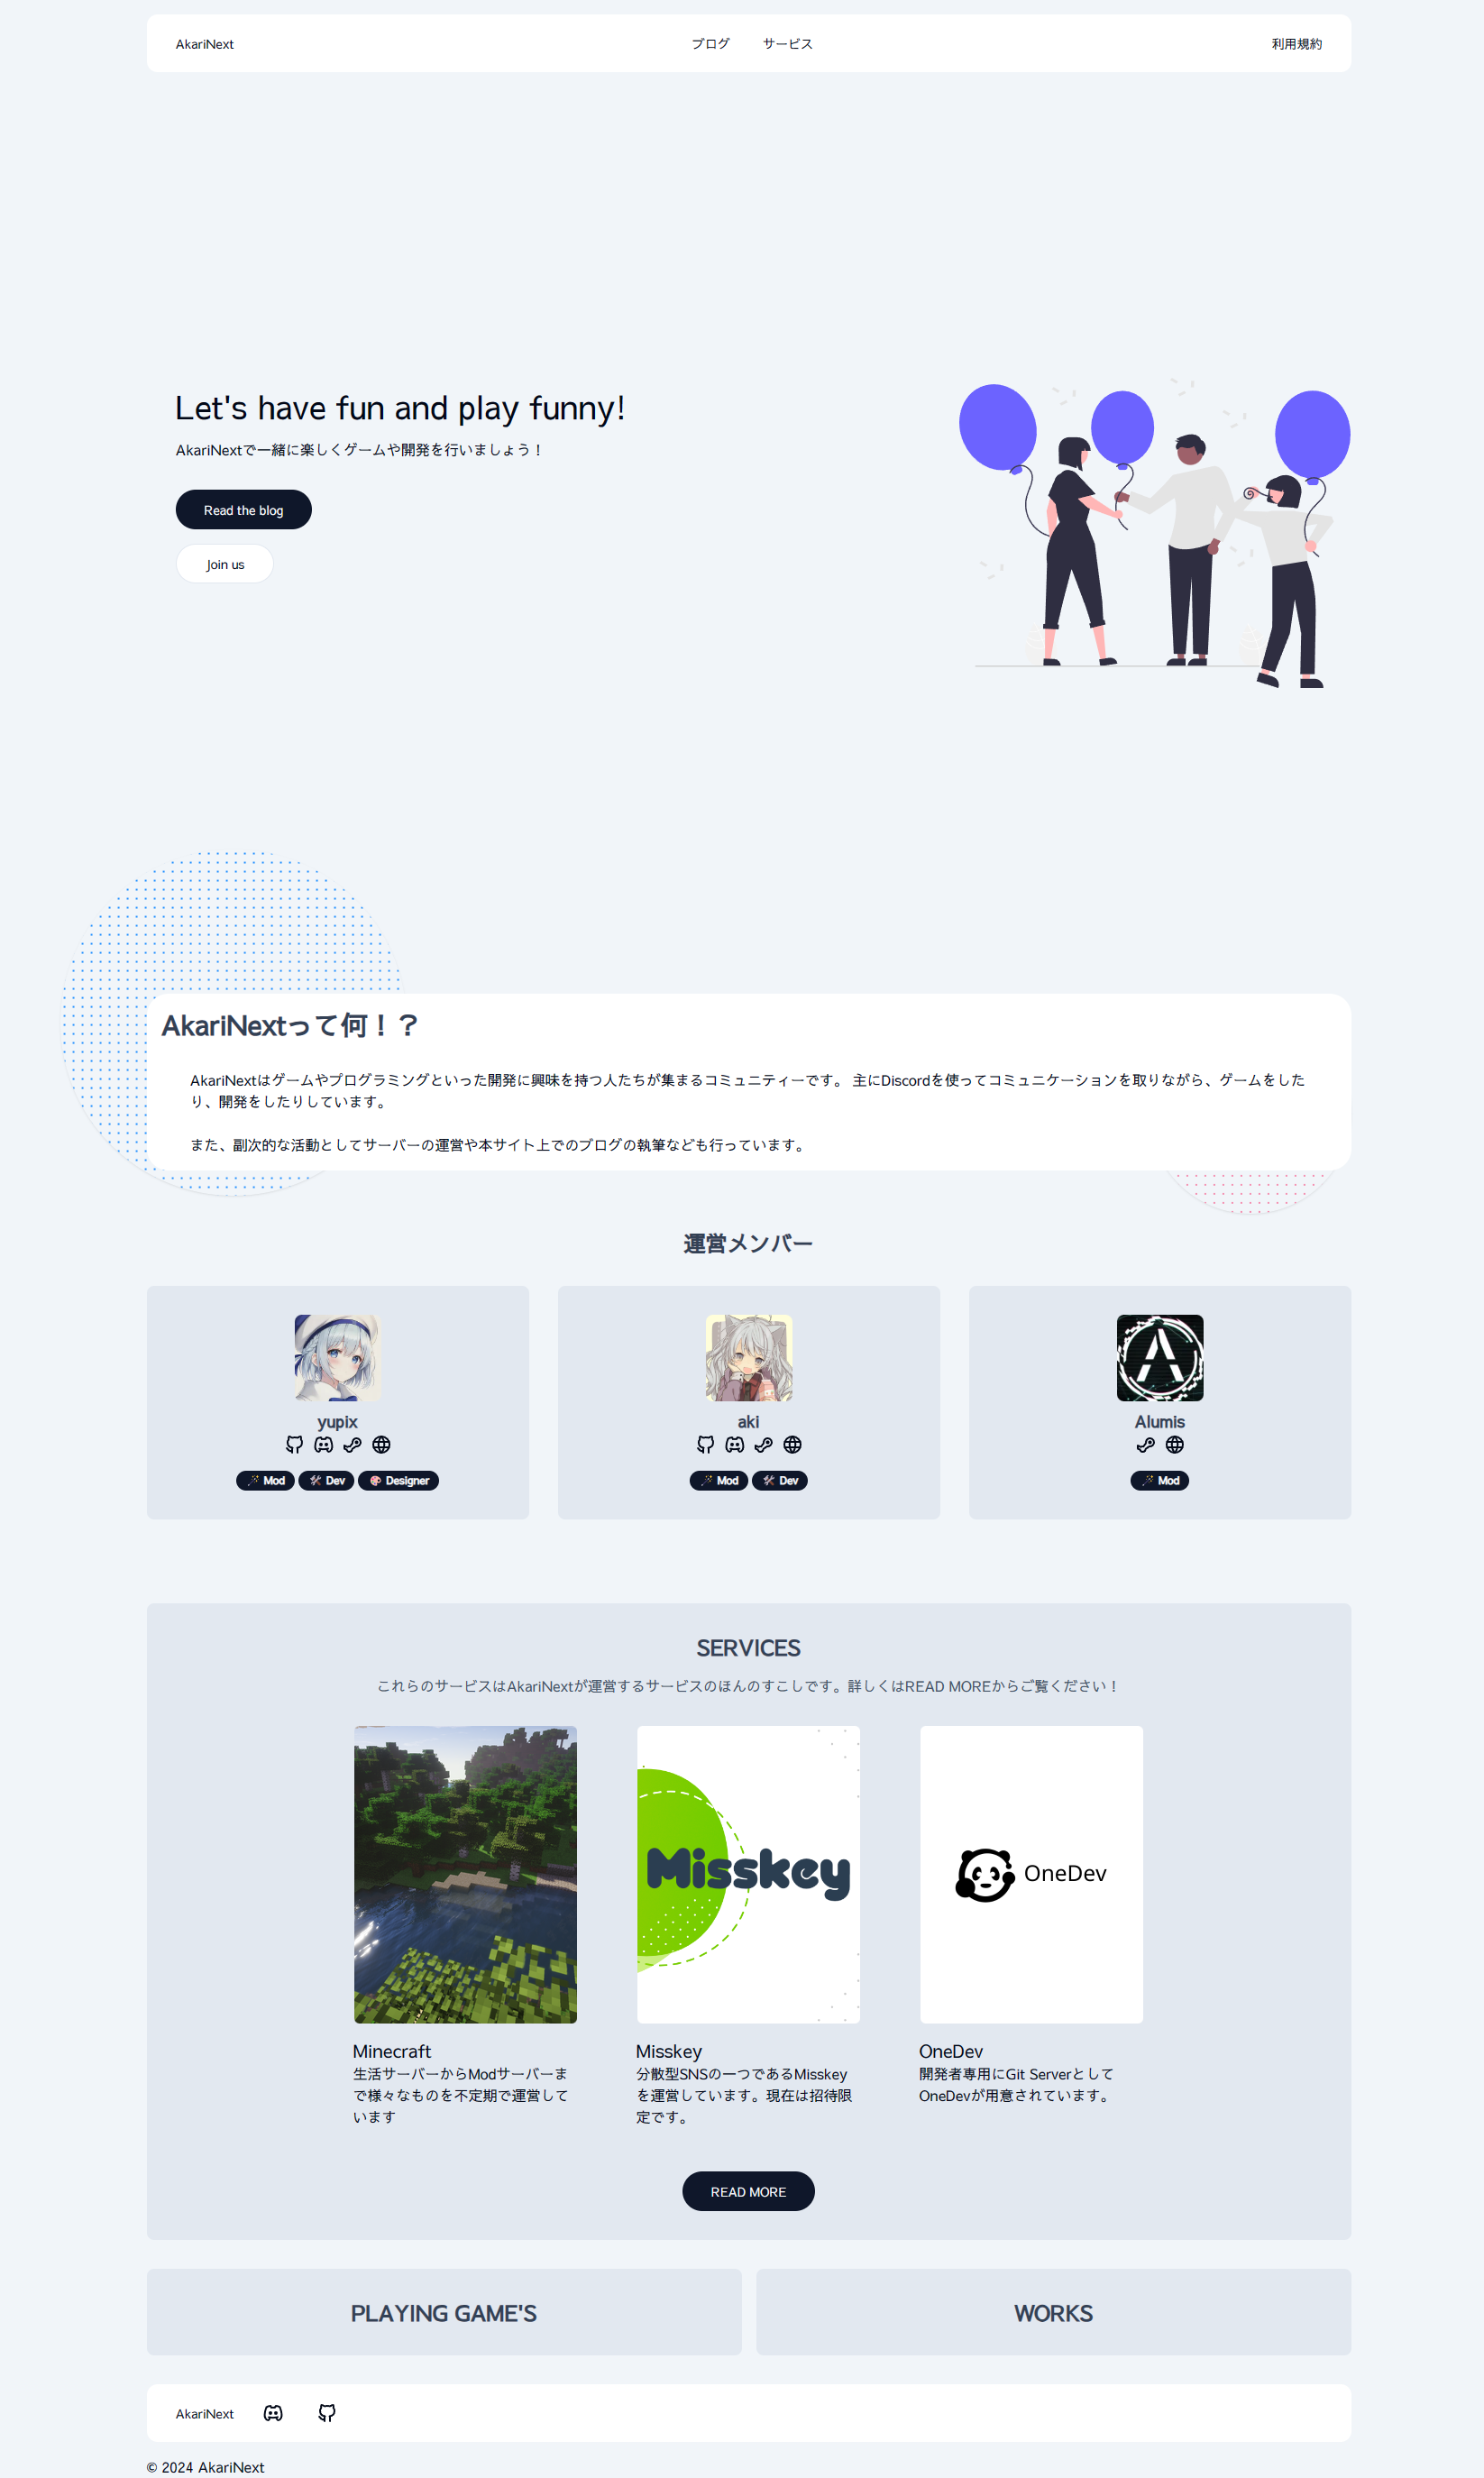 AkariNext
ブログ サービス
利用規約
Let's have fun and play funny!
AkariNextで一緒に楽しくゲームや開発を行いましょう！
Read the blog
Join us
AkariNextって何！？
AkariNextはゲームやプログラミングといった開発に興味を持つ人たちが集まるコミュニティーです。 主にDiscordを使ってコミュニケーションを取りながら、ゲームをした
り、開発をしたりしています。
また、副次的な活動としてサーバーの運営や本サイト上でのブログの執筆なども行っています。
運営メンバー
yupix
Mod Dev Designer
aki
Mod Dev
Alumis
Mod
SERVICES
これらのサービスはAkariNextが運営するサービスのほんのすこしです。詳しくはREAD MOREからご覧ください！
Minecraft
生活サーバーからModサーバーま
で様々なものを不定期で運営して
います
Misskey
Misskey
分散型SNSの一つであるMisskey
を運営しています。現在は招待限
定です。
OneDev
OneDev
開発者専用にGit Serverとして
OneDevが用意されています。
READ MORE
PLAYING GAME'S
WORKS
AkariNext
© 2024 AkariNext